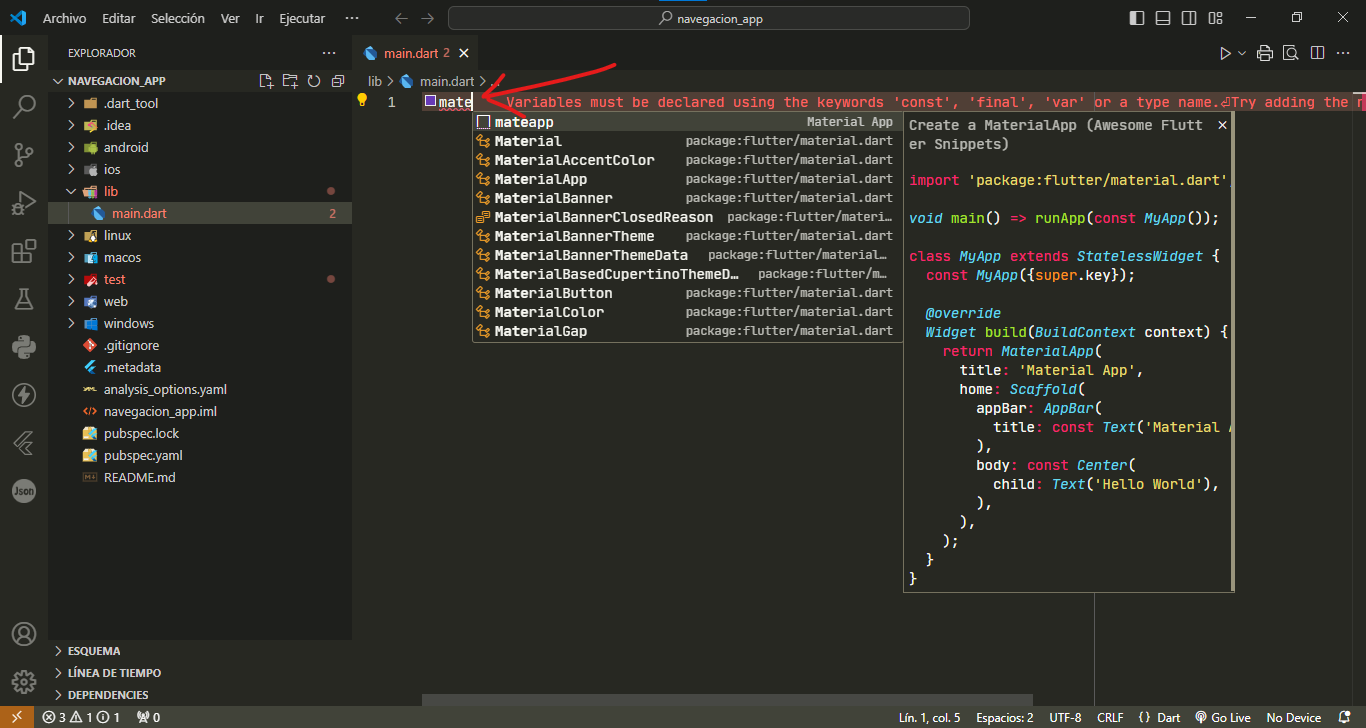 Archivo Editar Selección Ver Ir Ejecutar ··· navegacion_app
EXPLORADOR
NAVEGACION_APP
.dart_tool
.idea
android
ios
lib
main.dart 2
linux
macos
test
web
windows
.gitignore
.metadata
analysis_options.yaml
navegacion_app.iml
pubspec.lock
pubspec.yaml
README.md
ESQUEMA
LÍNEA DE TIEMPO
DEPENDENCIES
Json
main.dart 2
lib > main.dart > ...
1 mate Variables must be declared using the keywords 'const', 'final', 'var' or a type name.⏎Try adding the
mateapp Material App
Material package:flutter/material.dart
MaterialAccentColor package:flutter/material.dart
MaterialApp package:flutter/material.dart
MaterialBanner package:flutter/material.dart
MaterialBannerClosedReason package:flutter/materi…
MaterialBannerTheme package:flutter/material.dart
MaterialBannerThemeData package:flutter/material…
MaterialBasedCupertinoThemeD… package:flutter/m…
MaterialButton package:flutter/material.dart
MaterialColor package:flutter/material.dart
MaterialGap package:flutter/material.dart
Create a MaterialApp (Awesome Flutt
er Snippets)
import 'package:flutter/material.dart'
void main() => runApp(const MyApp());
class MyApp extends StatelessWidget {
const MyApp({super.key});
@override
Widget build(BuildContext context) {
return MaterialApp(
title: 'Material App',
home: Scaffold(
appBar: AppBar(
title: const Text('Material
),
body: const Center(
child: Text('Hello World'),
),
),
);
}
}
3 1 1 0 Lín. 1, col. 5 Espacios: 2 UTF-8 CRLF {} Dart Go Live No Device